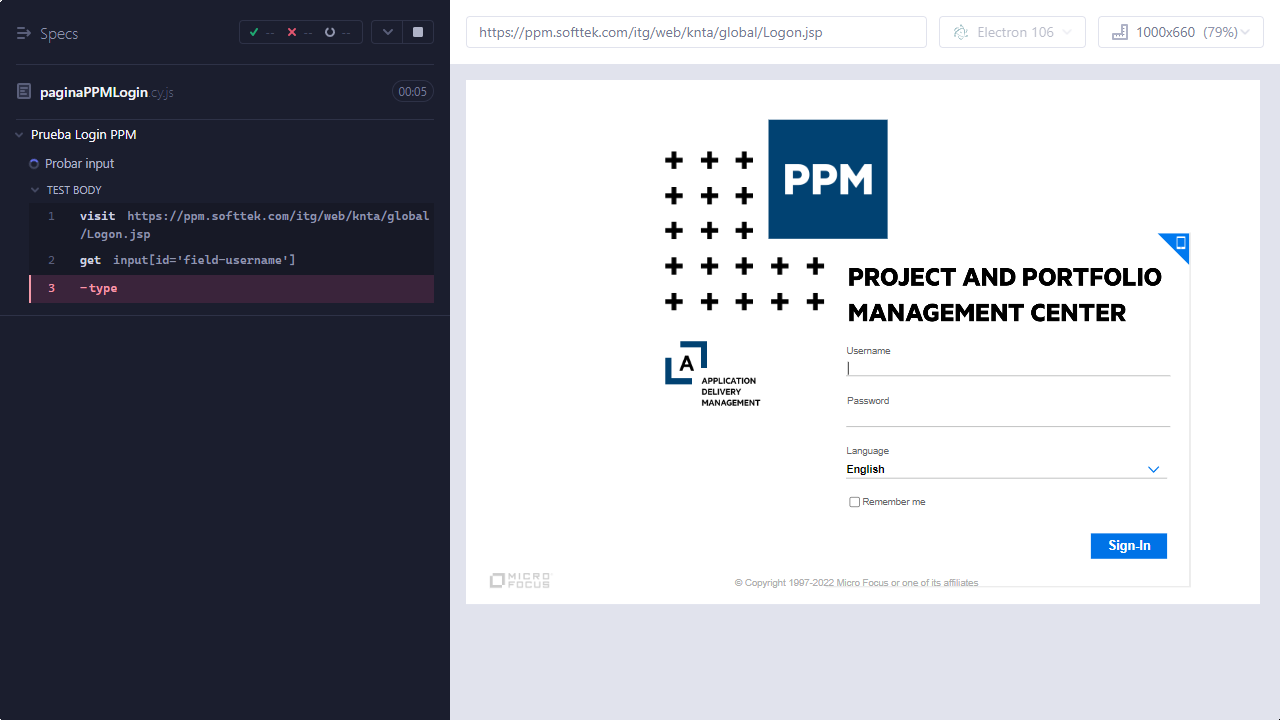 Specs
--
--
--
https://ppm.softtek.com/itg/web/knta/global/Logon.jsp
Electron 106
1000x660 (79%)
paginaPPMLogin.cy.js
00:05
Prueba Login PPM
Probar input
TEST BODY
1 visit https://ppm.softtek.com/itg/web/knta/global
/Logon.jsp
2 get input[id='field-username']
3 -type
PPM
PROJECT AND PORTFOLIO
MANAGEMENT CENTER
A
APPLICATION
DELIVERY
MANAGEMENT
Username
Password
Language
English
Remember me
Sign-In
MICRO
FOCUS
© Copyright 1997-2022 Micro Focus or one of its affiliates